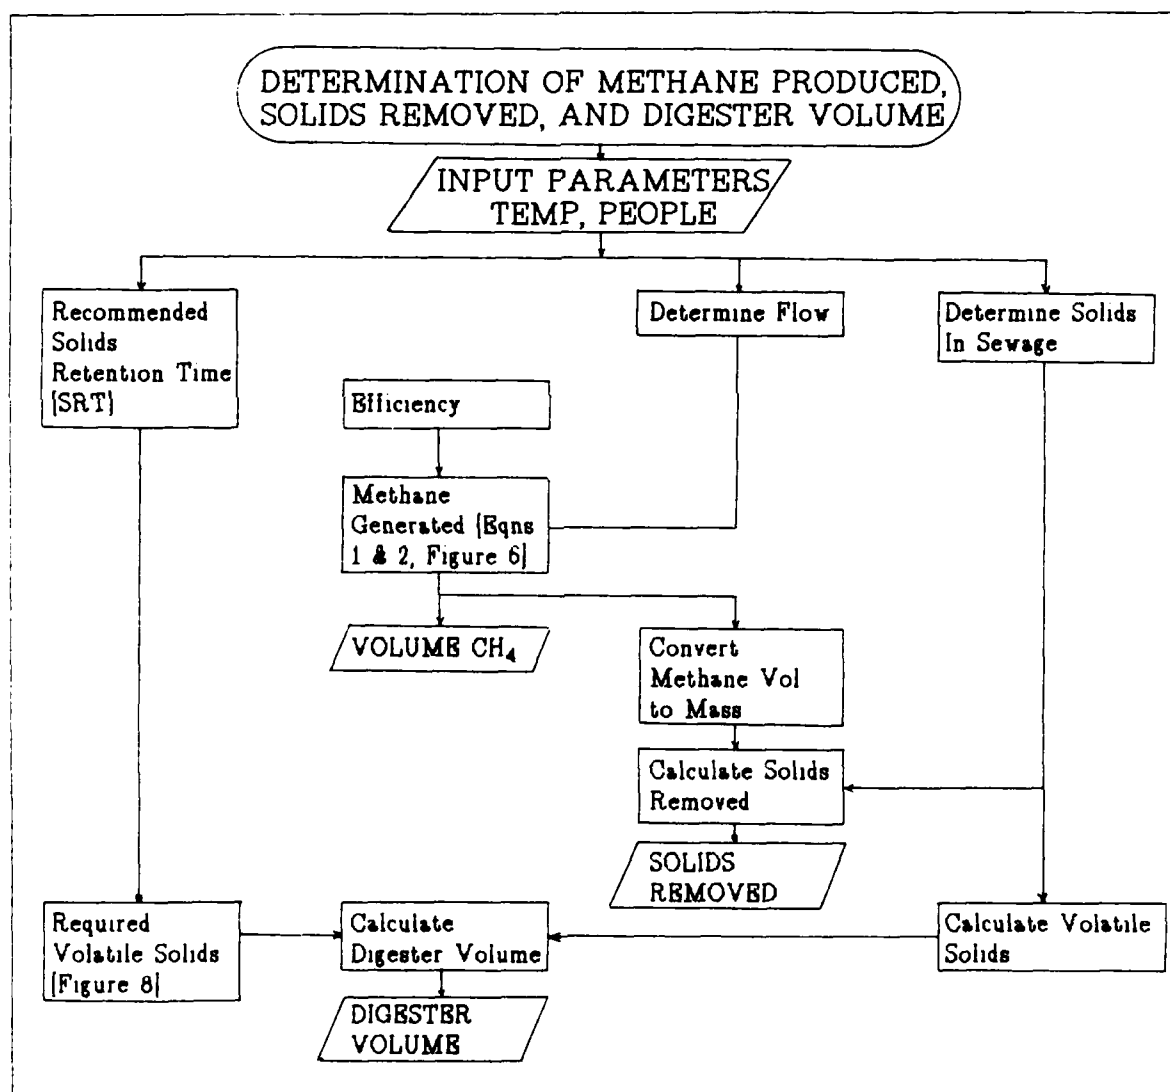 DETERMINATION OF METHANE PRODUCED,
SOLIDS REMOVED, AND DIGESTER VOLUME
INPUT PARAMETERS
TEMP, PEOPLE
Recommended
Solids
Retention Time
(SRT)
Determine Flow
Determine Solids
In Sewage
Efficiency
Methane
Generated (Eqns
1 & 2, Figure 6)
VOLUME CH₄
Convert
Methane Vol
to Mass
Calculate Solids
Removed
SOLIDS
REMOVED
Required
Volatile Solids
(Figure 8)
Calculate
Digester Volume
Calculate Volatile
Solids
DIGESTER
VOLUME